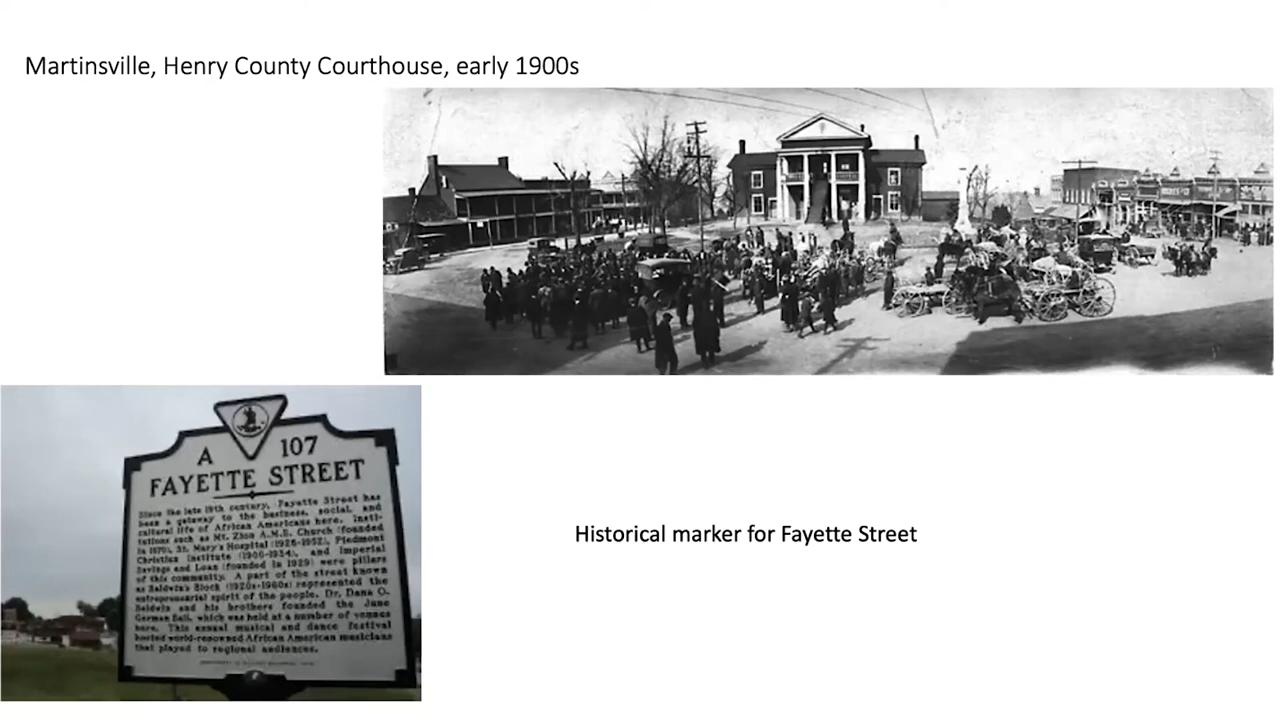 Martinsville, Henry County Courthouse, early 1900s
A 107
FAYETTE STREET
Since the late 19th century, Fayette Street has
been a gateway to the business, social, and
cultural life of African Americans here. Insti-
tutions such as Mt. Zion A.M.E. Church (founded
in 1870), St. Mary's Hospital (1926-1952), Piedmont
Christian Institute (1900-1934), and Imperial
Savings and Loan (founded in 1929) were pillars
of this community. A part of the street known
as Baldwin's Block (1920s-1960s) represented the
entrepreneurial spirit of the people. Dr. Dana O.
Baldwin and his brothers founded the June
German Ball, which was held at a number of venues
here. This annual musical and dance festival
hosted world-renowned African American musicians
that played to regional audiences.
Historical marker for Fayette Street